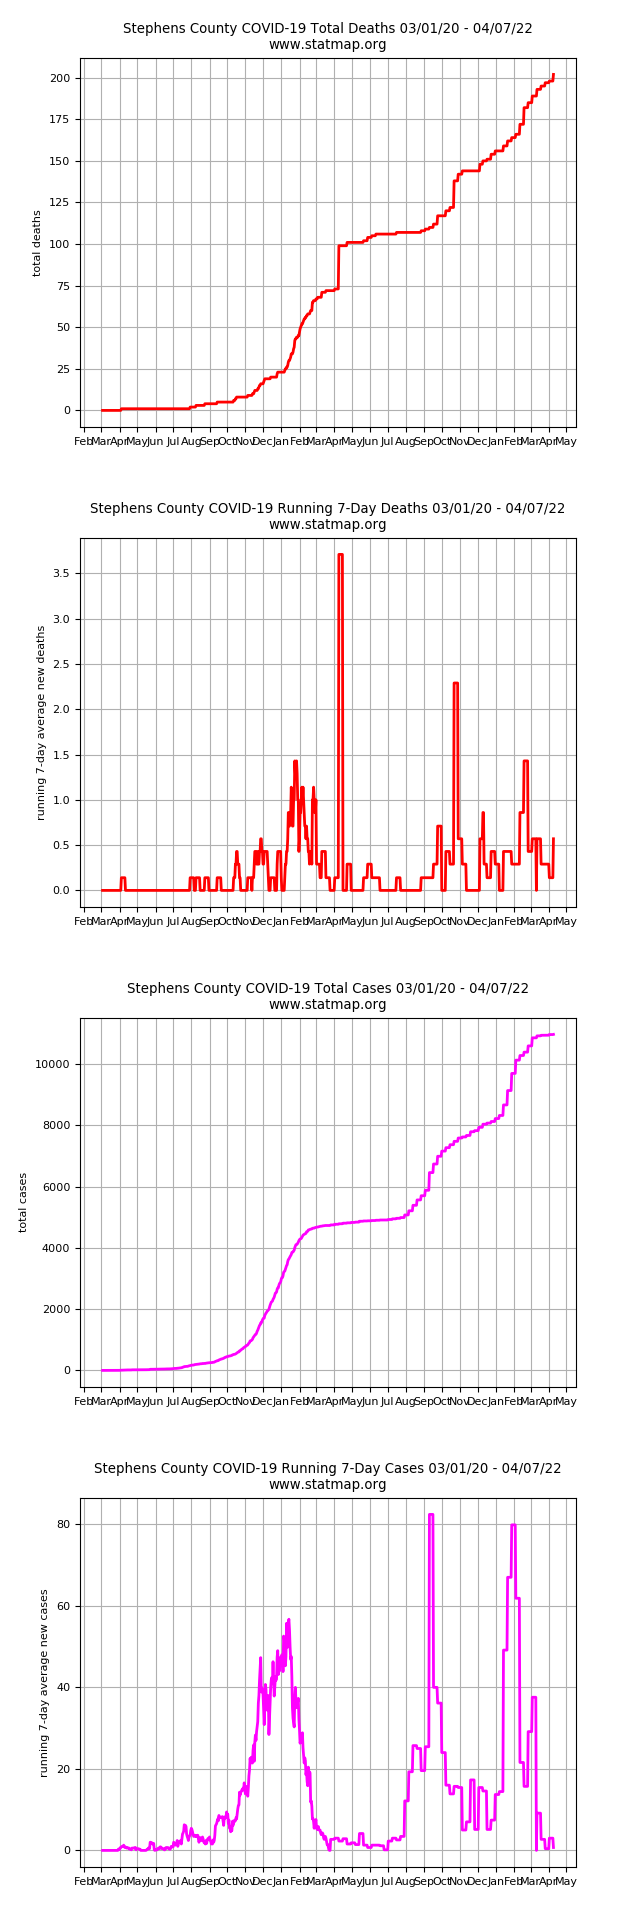 Stephens County COVID-19 Total Deaths 03/01/20 - 04/07/22
www.statmap.org
200
175
150
125
100
75
50
25
0
total deaths
Feb Mar Apr May Jun Jul Aug Sep Oct Nov Dec Jan Feb Mar Apr May Jun Jul Aug Sep Oct Nov Dec Jan Feb Mar Apr May
Stephens County COVID-19 Running 7-Day Deaths 03/01/20 - 04/07/22
www.statmap.org
3.5
3.0
2.5
2.0
1.5
1.0
0.5
0.0
running 7-day average new deaths
Feb Mar Apr May Jun Jul Aug Sep Oct Nov Dec Jan Feb Mar Apr May Jun Jul Aug Sep Oct Nov Dec Jan Feb Mar Apr May
Stephens County COVID-19 Total Cases 03/01/20 - 04/07/22
www.statmap.org
10000
8000
6000
4000
2000
0
total cases
Feb Mar Apr May Jun Jul Aug Sep Oct Nov Dec Jan Feb Mar Apr May Jun Jul Aug Sep Oct Nov Dec Jan Feb Mar Apr May
Stephens County COVID-19 Running 7-Day Cases 03/01/20 - 04/07/22
www.statmap.org
80
60
40
20
0
running 7-day average new cases
Feb Mar Apr May Jun Jul Aug Sep Oct Nov Dec Jan Feb Mar Apr May Jun Jul Aug Sep Oct Nov Dec Jan Feb Mar Apr May